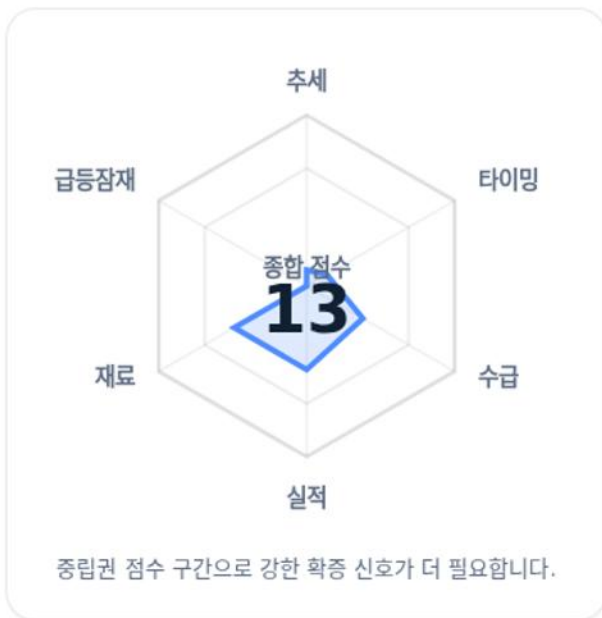 추세
급등잠재
타이밍
종합 점수
13
재료
수급
실적
중립권 점수 구간으로 강한 확증 신호가 더 필요합니다.